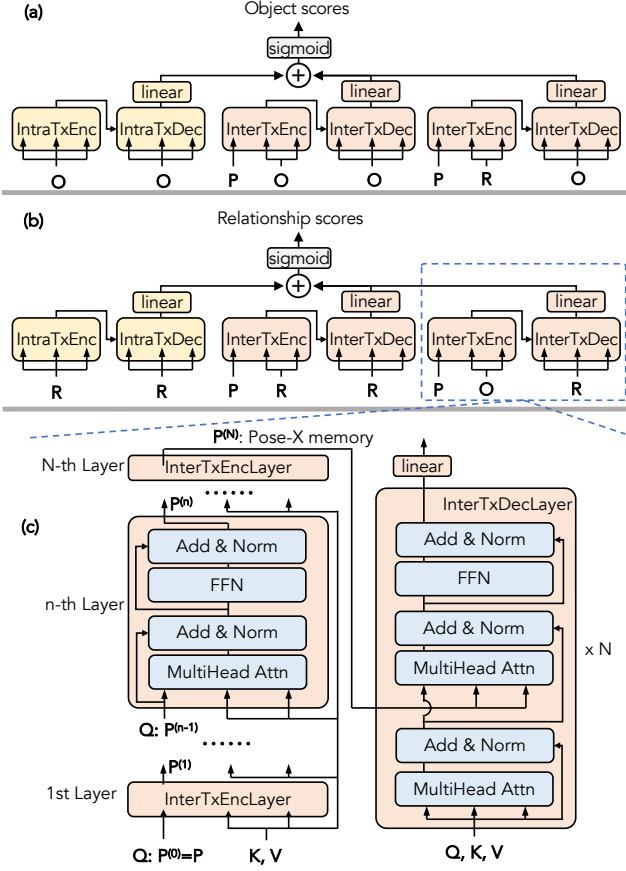 (a)
Object scores
sigmoid
+
linear linear linear
IntraTxEnc IntraTxDec InterTxEnc InterTxDec InterTxEnc InterTxDec
O O P O O P R O
(b)
Relationship scores
sigmoid
+
linear linear linear
IntraTxEnc IntraTxDec InterTxEnc InterTxDec InterTxEnc InterTxDec
R R P R R P O R
(c)
P(N): Pose-X memory
N-th Layer
InterTxEncLayer
......
P(n)
n-th Layer
Add & Norm
FFN
Add & Norm
MultiHead Attn
Q: P(n-1)
......
P(1)
1st Layer
InterTxEncLayer
Q: P(0)=P
K, V
linear
InterTxDecLayer
Add & Norm
FFN
Add & Norm
MultiHead Attn
x N
Add & Norm
MultiHead Attn
Q, K, V